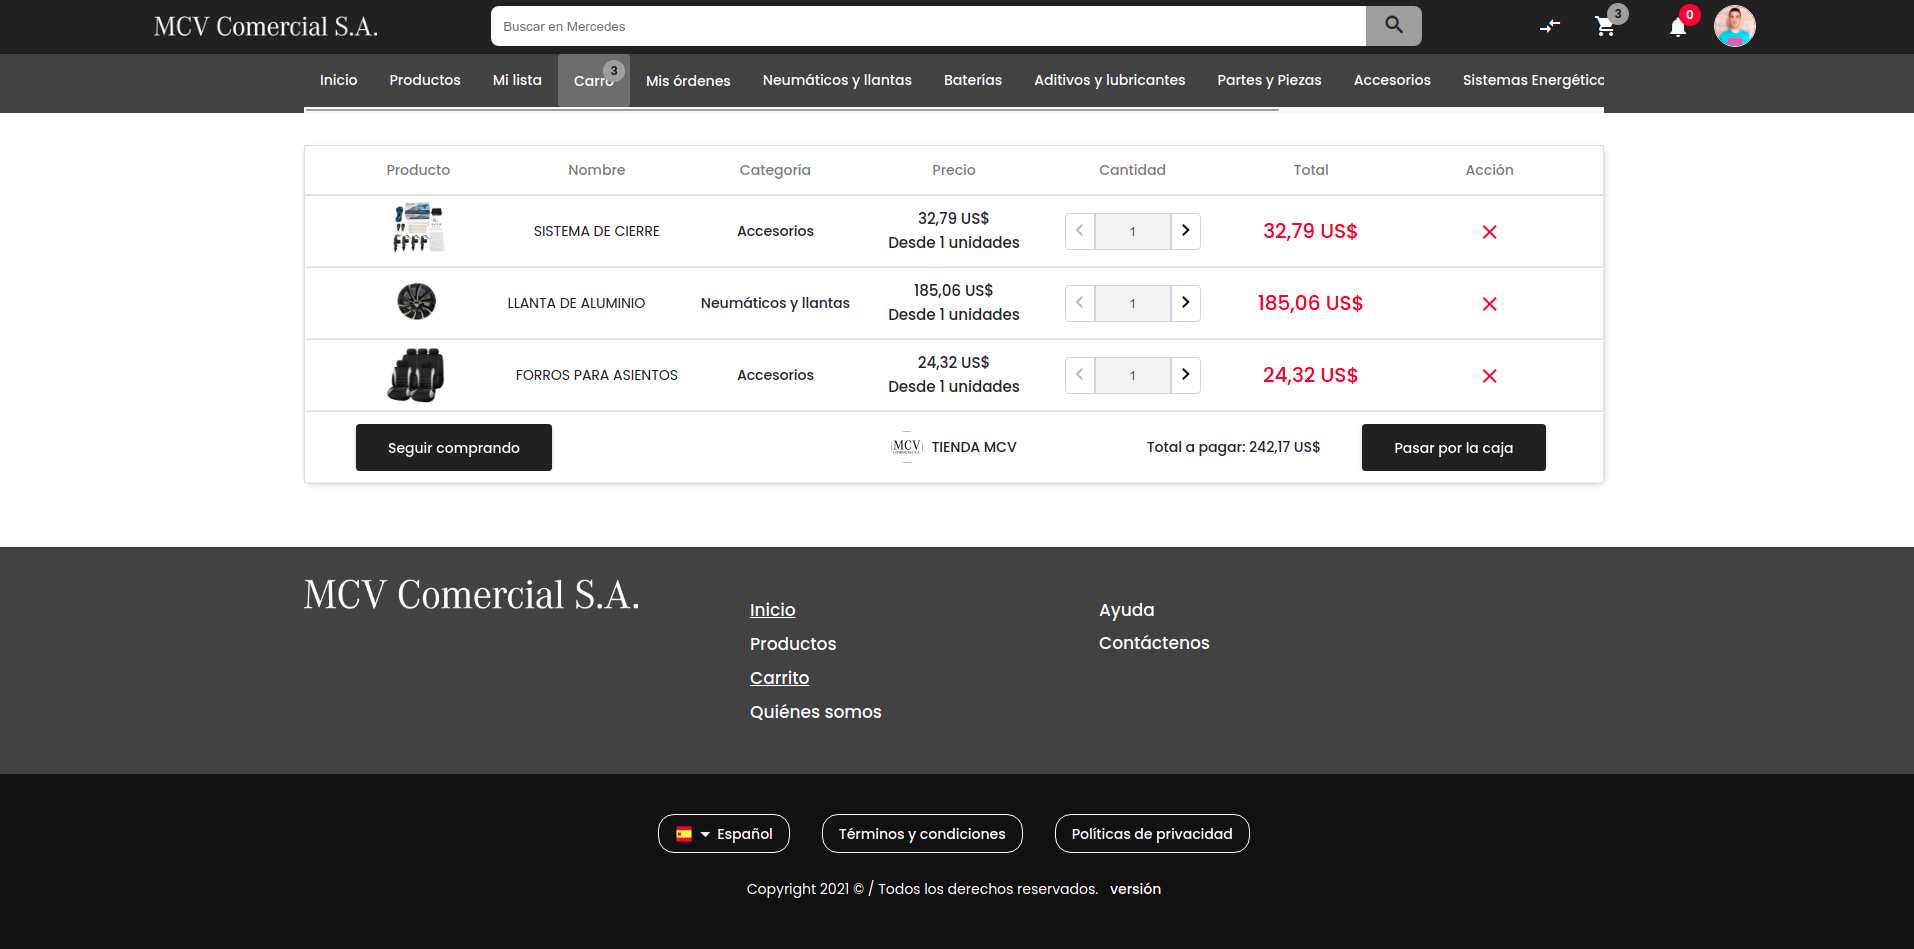 MCV Comercial S.A.
Buscar en Mercedes
3
0
Inicio
Productos
Mi lista
Carro
3
Mis órdenes
Neumáticos y llantas
Baterías
Aditivos y lubricantes
Partes y Piezas
Accesorios
Sistemas Energético
Producto
Nombre
Categoría
Precio
Cantidad
Total
Acción
SISTEMA DE CIERRE
Accesorios
32,79 US$
Desde 1 unidades
1
32,79 US$
LLANTA DE ALUMINIO
Neumáticos y llantas
185,06 US$
Desde 1 unidades
1
185,06 US$
FORROS PARA ASIENTOS
Accesorios
24,32 US$
Desde 1 unidades
1
24,32 US$
Seguir comprando
MCV
TIENDA MCV
Total a pagar: 242,17 US$
Pasar por la caja
MCV Comercial S.A.
Inicio
Productos
Carrito
Quiénes somos
Ayuda
Contáctenos
Español
Términos y condiciones
Políticas de privacidad
Copyright 2021 © / Todos los derechos reservados. versión